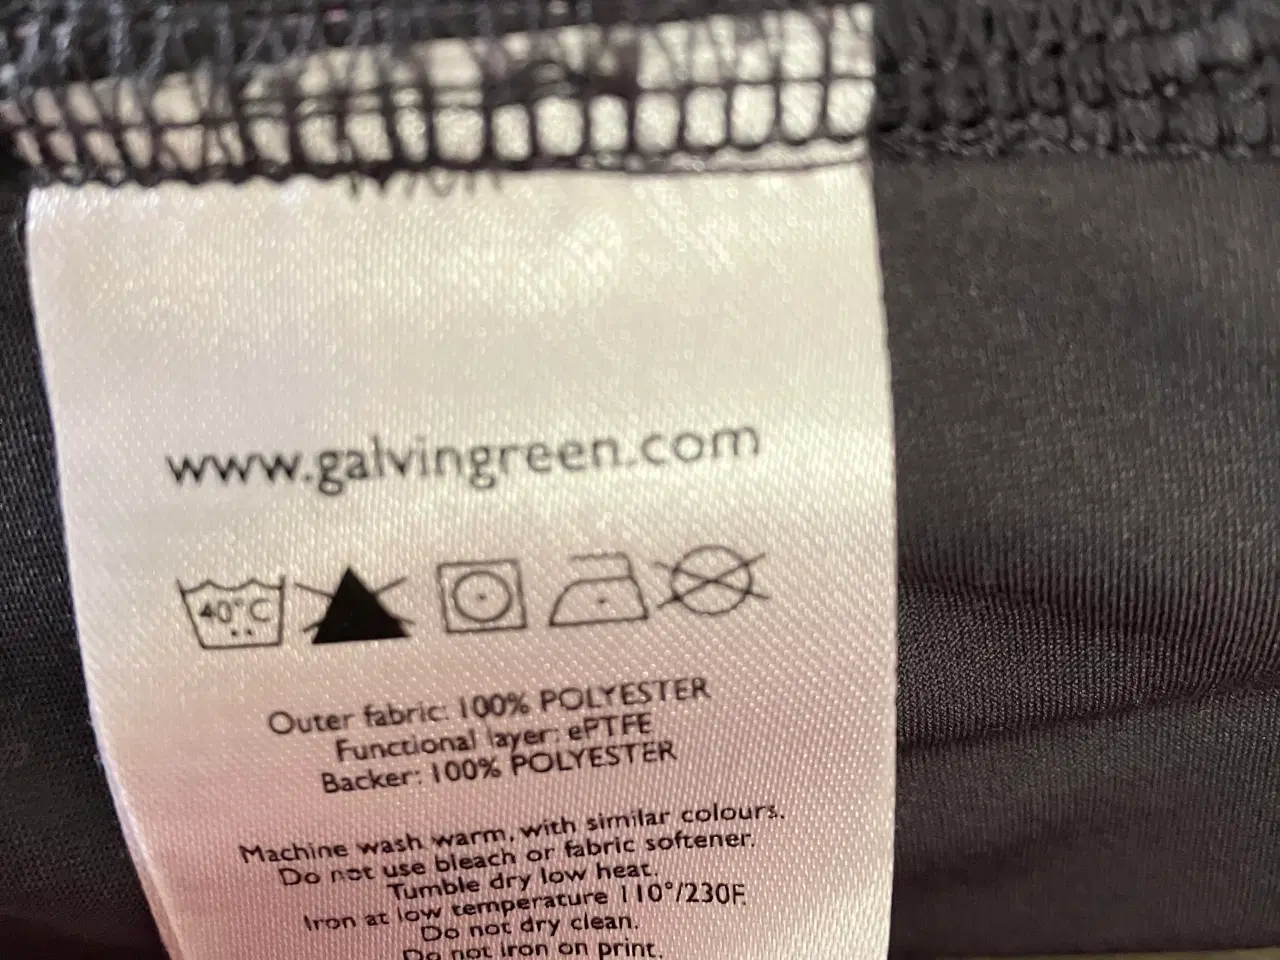 www.galvingreen.com
40°C
Outer fabric: 100% POLYESTER
Functional layer: ePTFE
Backer: 100% POLYESTER
Machine wash warm, with similar colours.
Do not use bleach or fabric softener.
Tumble dry low heat.
Iron at low temperature 110°/230F.
Do not dry clean.
Do not iron on print.